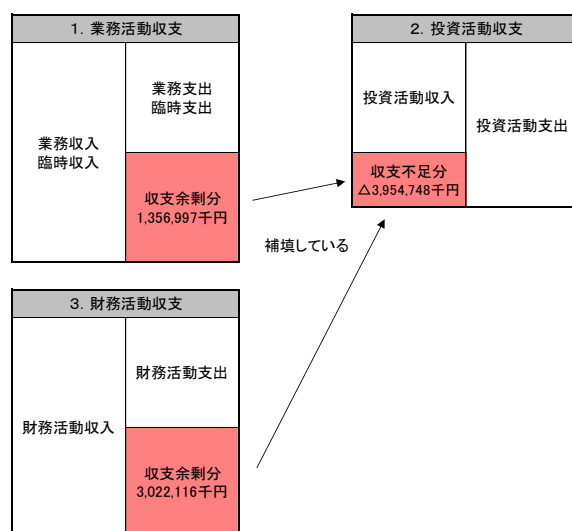 1. 業務活動収支
業務収入
臨時収入
業務支出
臨時支出
収支余剰分
1,356,997千円
2. 投資活動収支
投資活動収入
収支不足分
△3,954,748千円
投資活動支出
補填している
3. 財務活動収支
財務活動収入
財務活動支出
収支余剰分
3,022,116千円